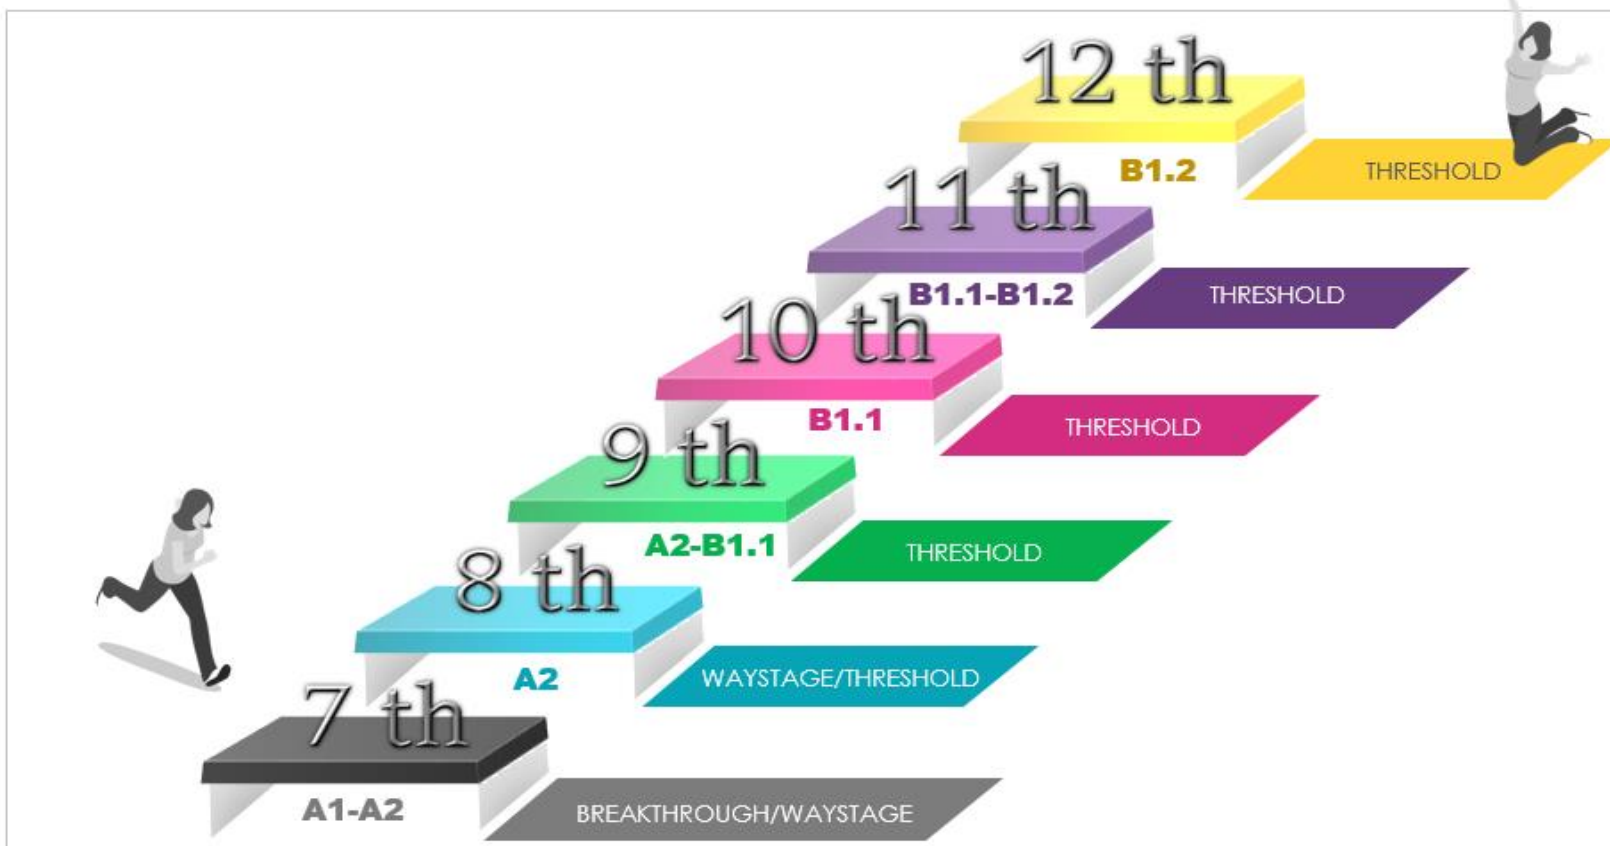 12 th
B1.2
THRESHOLD
11 th
B1.1-B1.2
THRESHOLD
10 th
B1.1
THRESHOLD
9 th
A2-B1.1
THRESHOLD
8 th
A2
WAYSTAGE/THRESHOLD
7 th
A1-A2
BREAKTHROUGH/WAYSTAGE